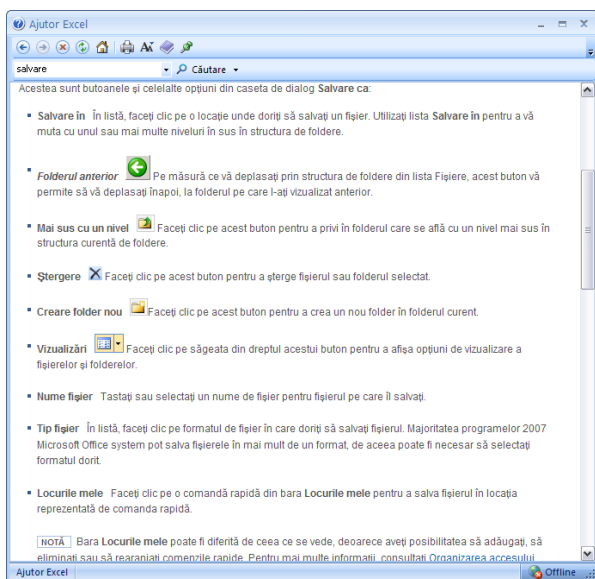 Ajutor Excel
salvare
Căutare
Acestea sunt butoanele și celelalte opțiuni din caseta de dialog Salvare ca:
Salvare în În listă, faceți clic pe o locație unde doriți să salvați un fișier. Utilizați lista Salvare în pentru a vă
muta cu unul sau mai multe niveluri în sus în structura de foldere.
Folderul anterior Pe măsură ce vă deplasați prin structura de foldere din lista Fișiere, acest buton vă
permite să vă deplasați înapoi, la folderul pe care l-ați vizualizat anterior.
Mai sus cu un nivel Faceți clic pe acest buton pentru a privi în folderul care se află cu un nivel mai sus în
structura curentă de foldere.
Ștergere Faceți clic pe acest buton pentru a șterge fișierul sau folderul selectat.
Creare folder nou Faceți clic pe acest buton pentru a crea un nou folder în folderul curent.
Vizualizări Faceți clic pe săgeata din dreptul acestui buton pentru a afișa opțiuni de vizualizare a
fișierelor și folderelor.
Nume fișier Tastați sau selectați un nume de fișier pentru fișierul pe care îl salvați.
Tip fișier În listă, faceți clic pe formatul de fișier în care doriți să salvați fișierul. Majoritatea programelor 2007
Microsoft Office system pot salva fișierele în mai mult de un format, de aceea poate fi necesar să selectați
formatul dorit.
Locurile mele Faceți clic pe o comandă rapidă din bara Locurile mele pentru a salva fișierul în locația
reprezentată de comanda rapidă.
NOTĂ Bara Locurile mele poate fi diferită de ceea ce se vede, deoarece aveți posibilitatea să adăugați, să
eliminați sau să rearanjați comenzile rapide. Pentru mai multe informații, consultați Organizarea accesului
Ajutor Excel
Offline